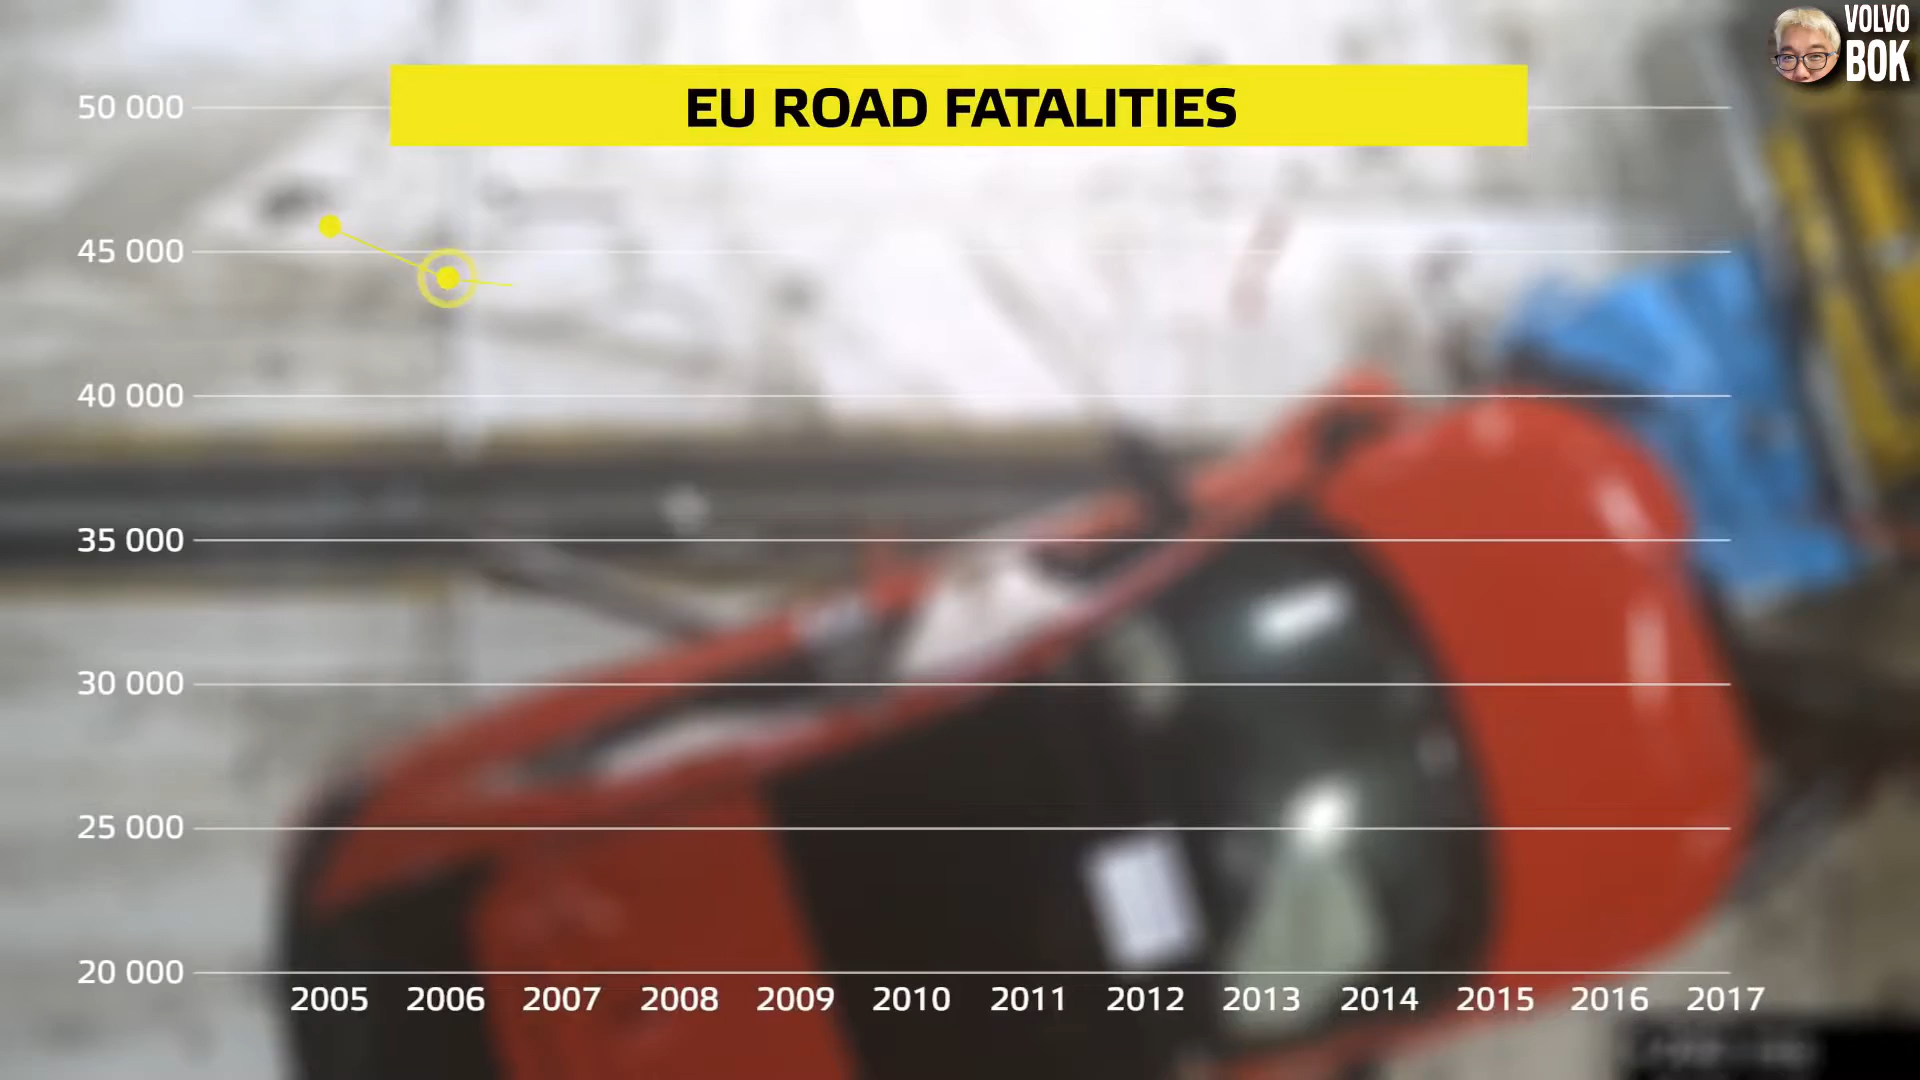 VOLVO
BOK
EU ROAD FATALITIES
50 000
45 000
40 000
35 000
30 000
25 000
20 000
2005 2006 2007 2008 2009 2010 2011 2012 2013 2014 2015 2016 2017